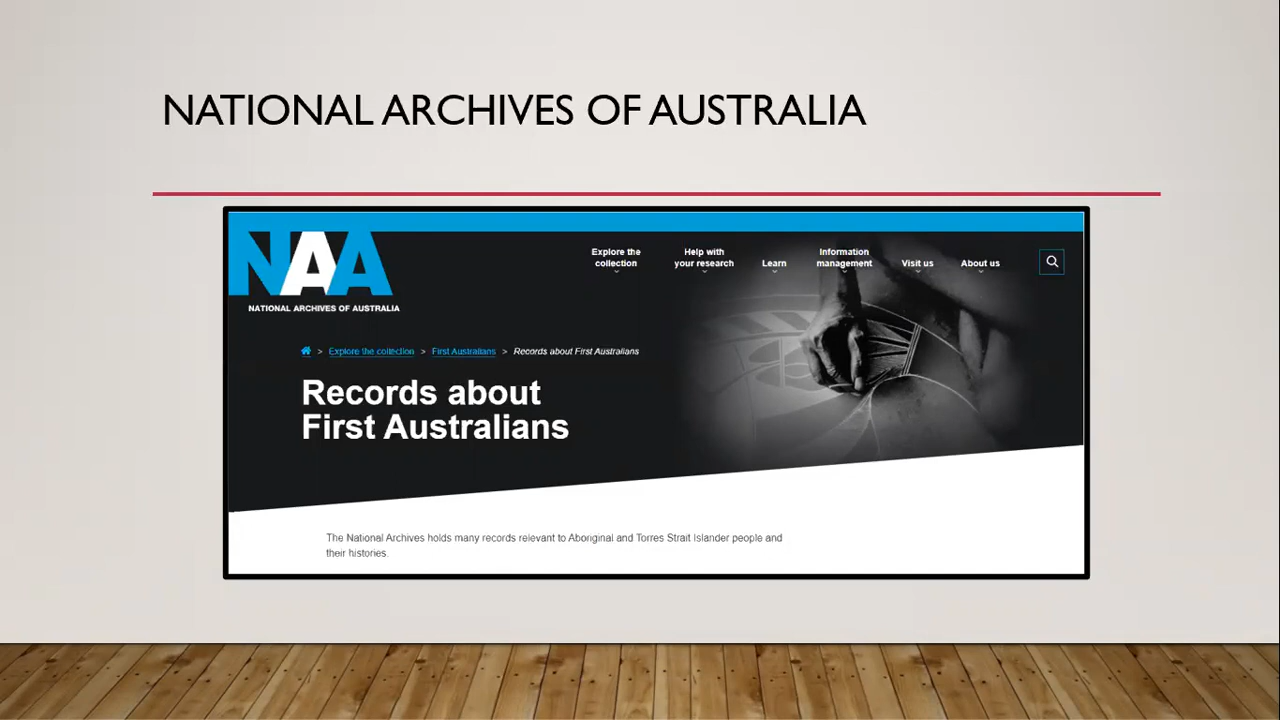 NATIONAL ARCHIVES OF AUSTRALIA
NAA
NATIONAL ARCHIVES OF AUSTRALIA
Explore the
collection
Help with
your research
Learn
Information
management
Visit us
About us
> Explore the collection > First Australians > Records about First Australians
Records about
First Australians
The National Archives holds many records relevant to Aboriginal and Torres Strait Islander people and
their histories.